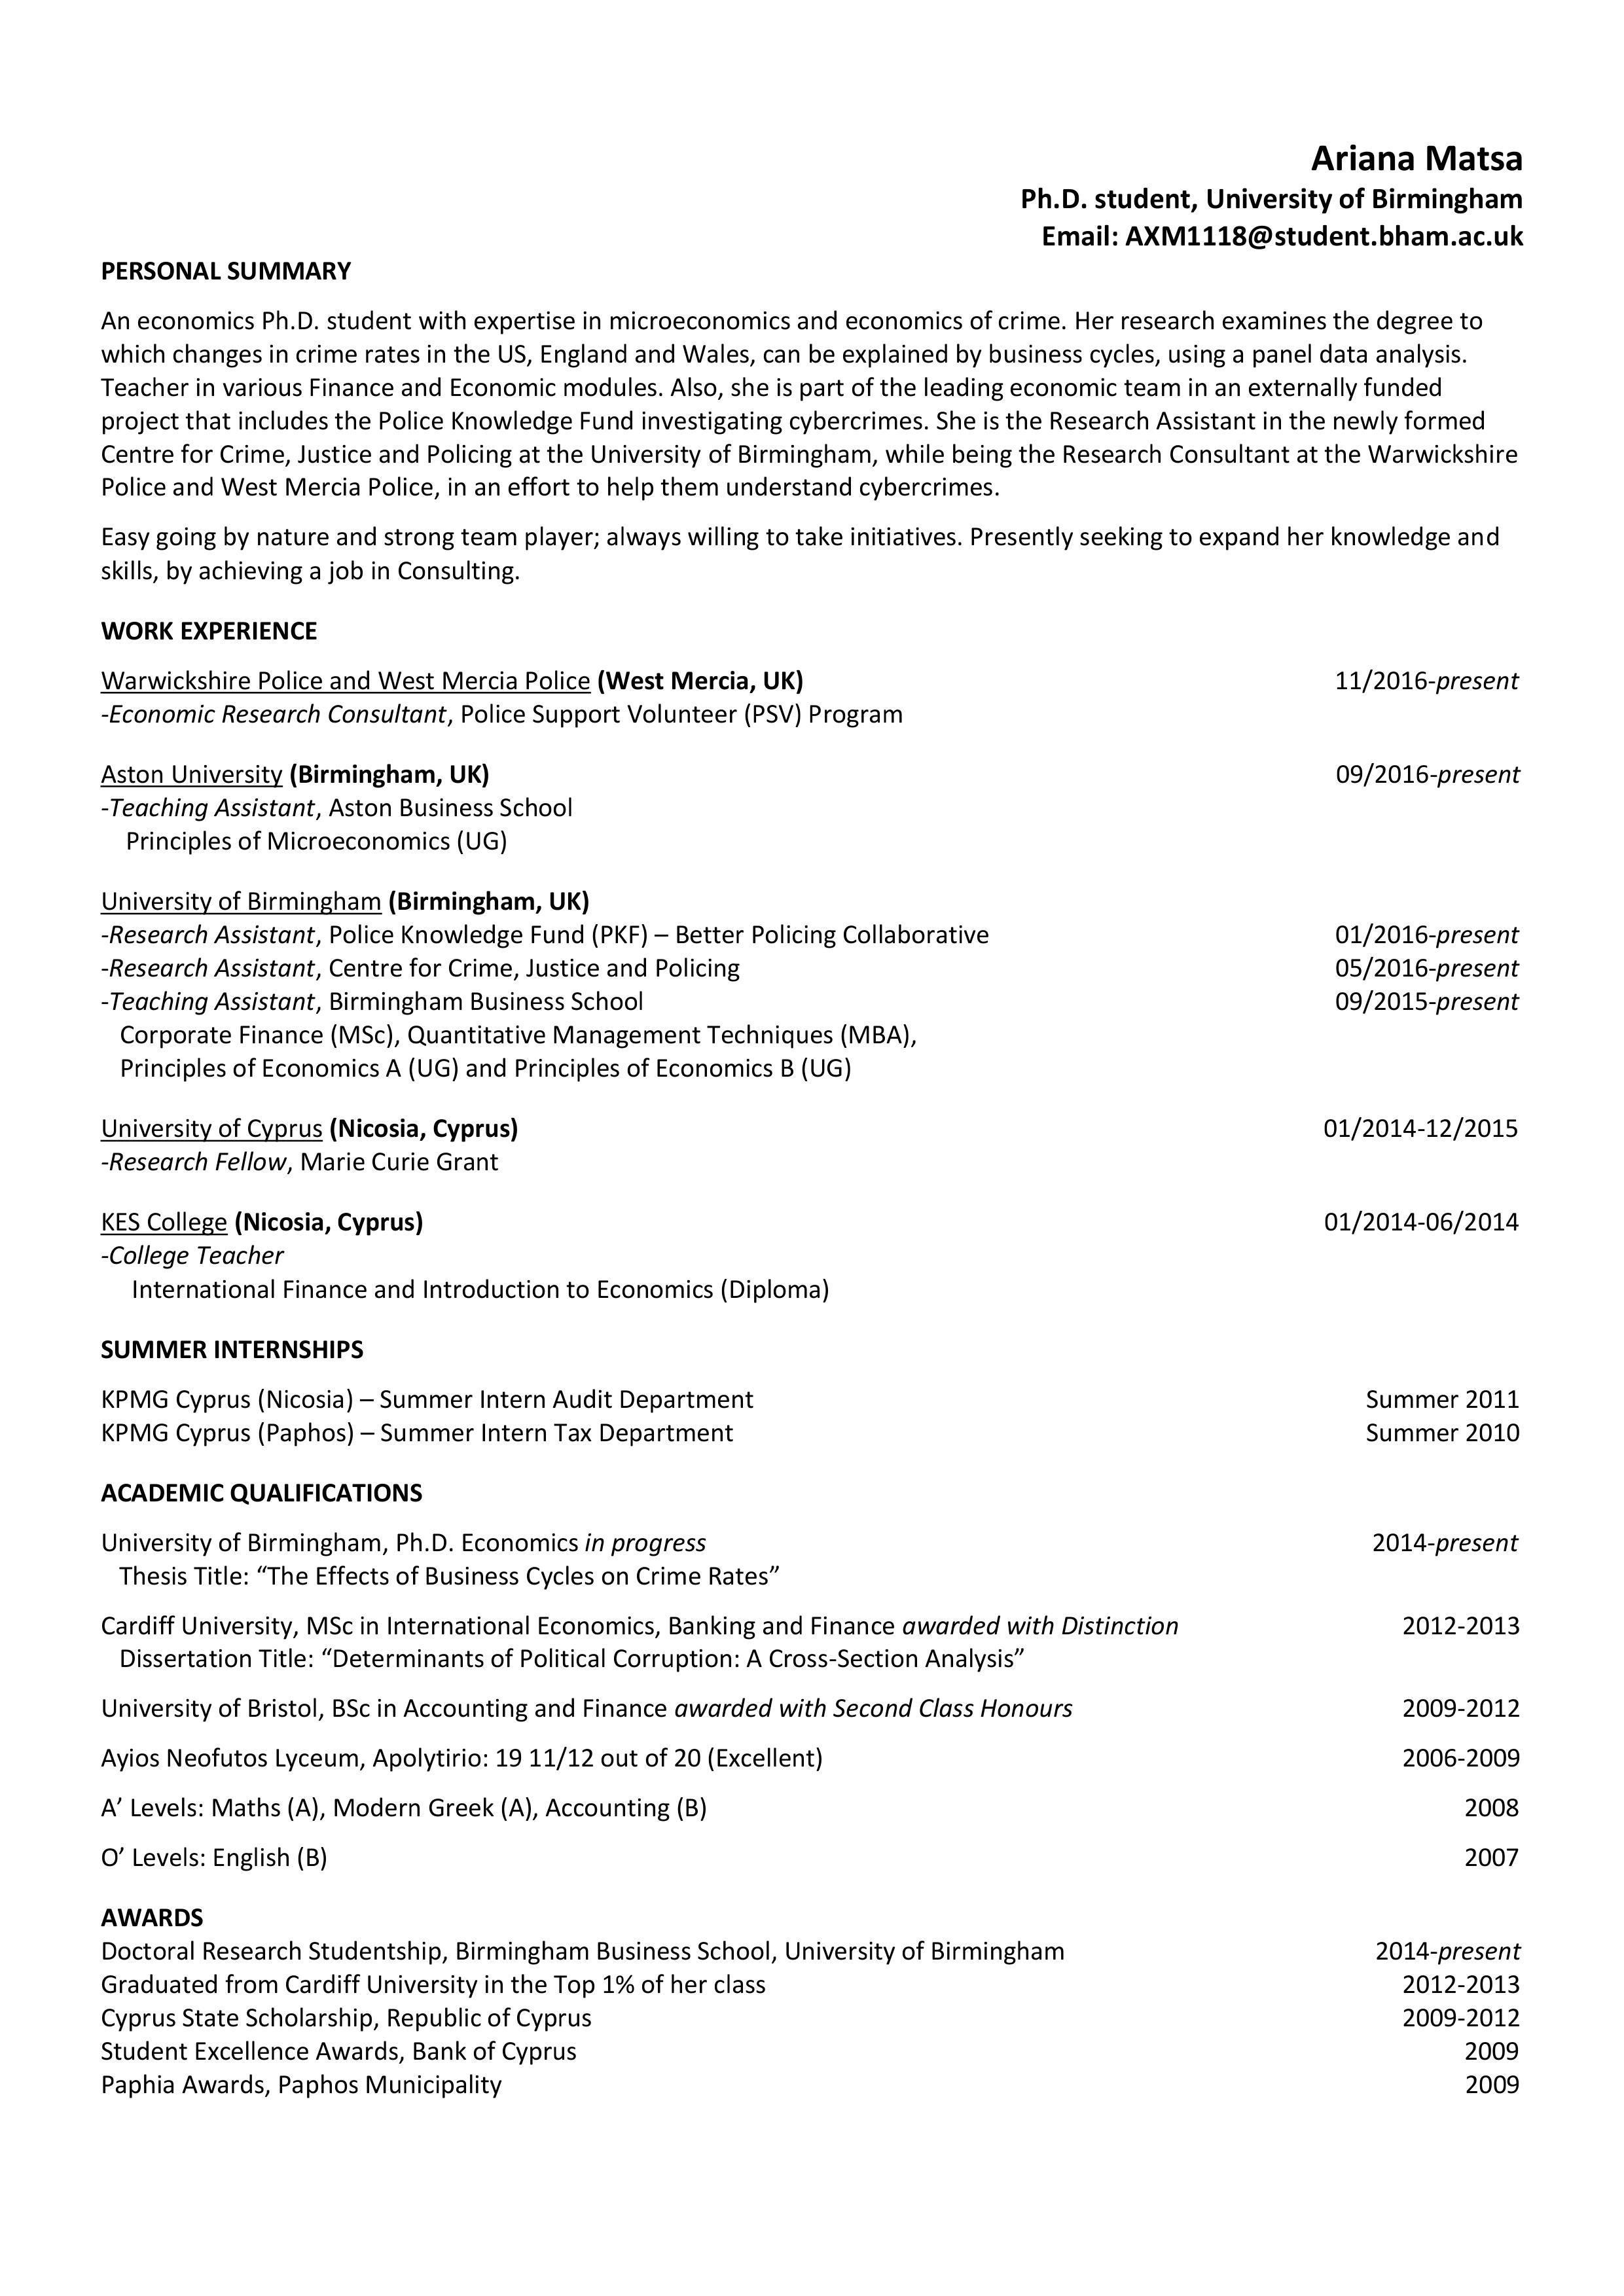 Ariana Matsa
Ph.D. student, University of Birmingham
Email: AXM1118@student.bham.ac.uk
PERSONAL SUMMARY
An economics Ph.D. student with expertise in microeconomics and economics of crime. Her research examines the degree to
which changes in crime rates in the US, England and Wales, can be explained by business cycles, using a panel data analysis.
Teacher in various Finance and Economic modules. Also, she is part of the leading economic team in an externally funded
project that includes the Police Knowledge Fund investigating cybercrimes. She is the Research Assistant in the newly formed
Centre for Crime, Justice and Policing at the University of Birmingham, while being the Research Consultant at the Warwickshire
Police and West Mercia Police, in an effort to help them understand cybercrimes.
Easy going by nature and strong team player; always willing to take initiatives. Presently seeking to expand her knowledge and
skills, by achieving a job in Consulting.
WORK EXPERIENCE
Warwickshire Police and West Mercia Police (West Mercia, UK) 11/2016-present
-Economic Research Consultant, Police Support Volunteer (PSV) Program
Aston University (Birmingham, UK) 09/2016-present
-Teaching Assistant, Aston Business School
Principles of Microeconomics (UG)
University of Birmingham (Birmingham, UK)
-Research Assistant, Police Knowledge Fund (PKF) – Better Policing Collaborative 01/2016-present
-Research Assistant, Centre for Crime, Justice and Policing 05/2016-present
-Teaching Assistant, Birmingham Business School 09/2015-present
Corporate Finance (MSc), Quantitative Management Techniques (MBA),
Principles of Economics A (UG) and Principles of Economics B (UG)
University of Cyprus (Nicosia, Cyprus) 01/2014-12/2015
-Research Fellow, Marie Curie Grant
KES College (Nicosia, Cyprus) 01/2014-06/2014
-College Teacher
International Finance and Introduction to Economics (Diploma)
SUMMER INTERNSHIPS
KPMG Cyprus (Nicosia) – Summer Intern Audit Department Summer 2011
KPMG Cyprus (Paphos) – Summer Intern Tax Department Summer 2010
ACADEMIC QUALIFICATIONS
University of Birmingham, Ph.D. Economics in progress 2014-present
Thesis Title: “The Effects of Business Cycles on Crime Rates”
Cardiff University, MSc in International Economics, Banking and Finance awarded with Distinction 2012-2013
Dissertation Title: “Determinants of Political Corruption: A Cross-Section Analysis”
University of Bristol, BSc in Accounting and Finance awarded with Second Class Honours 2009-2012
Ayios Neofutos Lyceum, Apolytirio: 19 11/12 out of 20 (Excellent) 2006-2009
A’ Levels: Maths (A), Modern Greek (A), Accounting (B) 2008
O’ Levels: English (B) 2007
AWARDS
Doctoral Research Studentship, Birmingham Business School, University of Birmingham 2014-present
Graduated from Cardiff University in the Top 1% of her class 2012-2013
Cyprus State Scholarship, Republic of Cyprus 2009-2012
Student Excellence Awards, Bank of Cyprus 2009
Paphia Awards, Paphos Municipality 2009